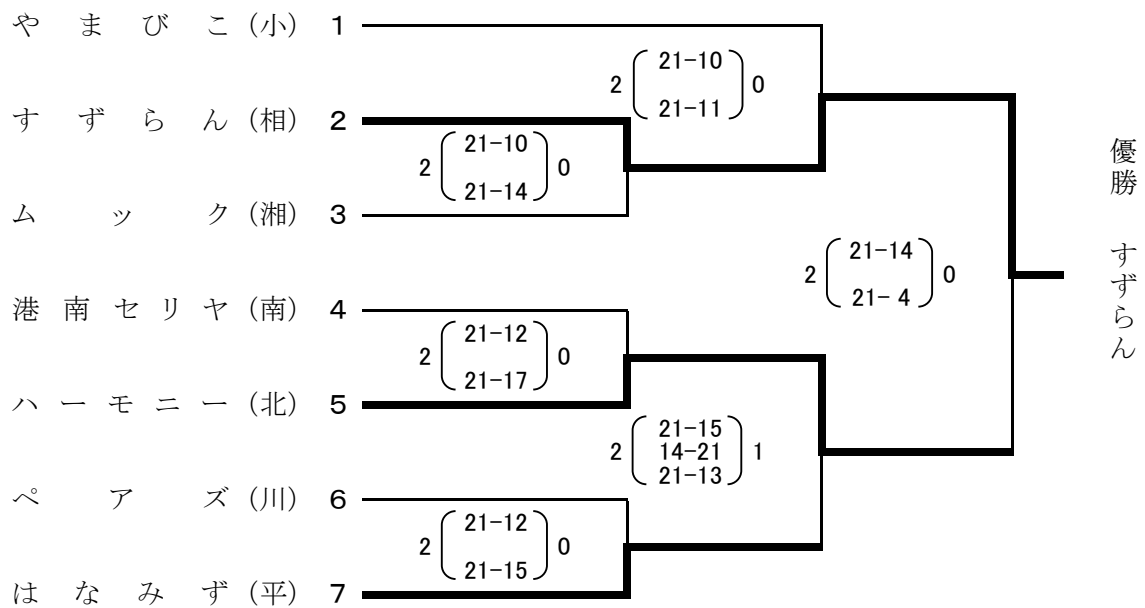 やまびこ（小） 1
2 21-10 0
21-11
すずらん（相） 2
2 21-10 0
21-14
ムック（湘） 3
優勝 すずらん
2 21-14 0
21- 4
港南セリヤ（南） 4
2 21-12 0
21-17
ハーモニー（北） 5
21-15
2 14-21 1
21-13
ペアズ（川） 6
2 21-12 0
21-15
はなみず（平） 7